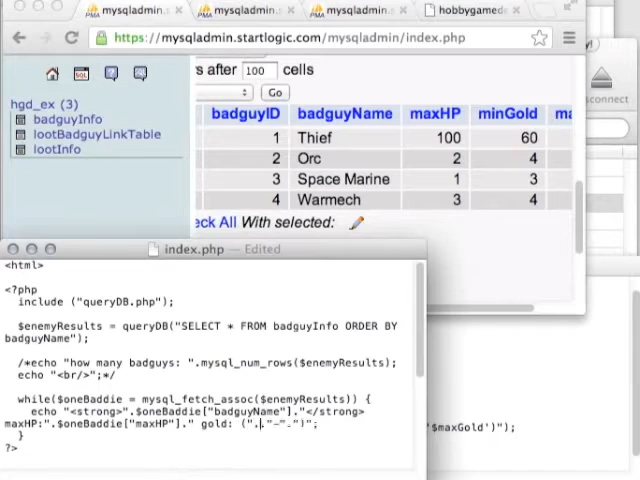 mysqladmin.s
mysqladmin.s
mysqladmin.s
hobbygamed
https://mysqladmin.startlogic.com/mysqladmin/index.php
rs after 100 cells
Go
hgd_ex (3)
badguyInfo
lootBadguyLinkTable
lootInfo
badguyID badguyName maxHP minGold ma
1 Thief 100 60
2 Orc 2 4
3 Space Marine 1 3
4 Warmech 3 4
eck All With selected:
y!
connect
index.php — Edited
<html>
<?php
include ("queryDB.php");
$enemyResults = queryDB("SELECT * FROM badguyInfo ORDER BY
badguyName");
/*echo "how many badguys: ".mysql_num_rows($enemyResults);
echo "<br/>";*/
while($oneBaddie = mysql_fetch_assoc($enemyResults)) {
echo "<strong>".$oneBaddie["badguyName"]."</strong>
maxHP:".$oneBaddie["maxHP"]." gold: (".."-".")";
}
?>
'$maxGold')");